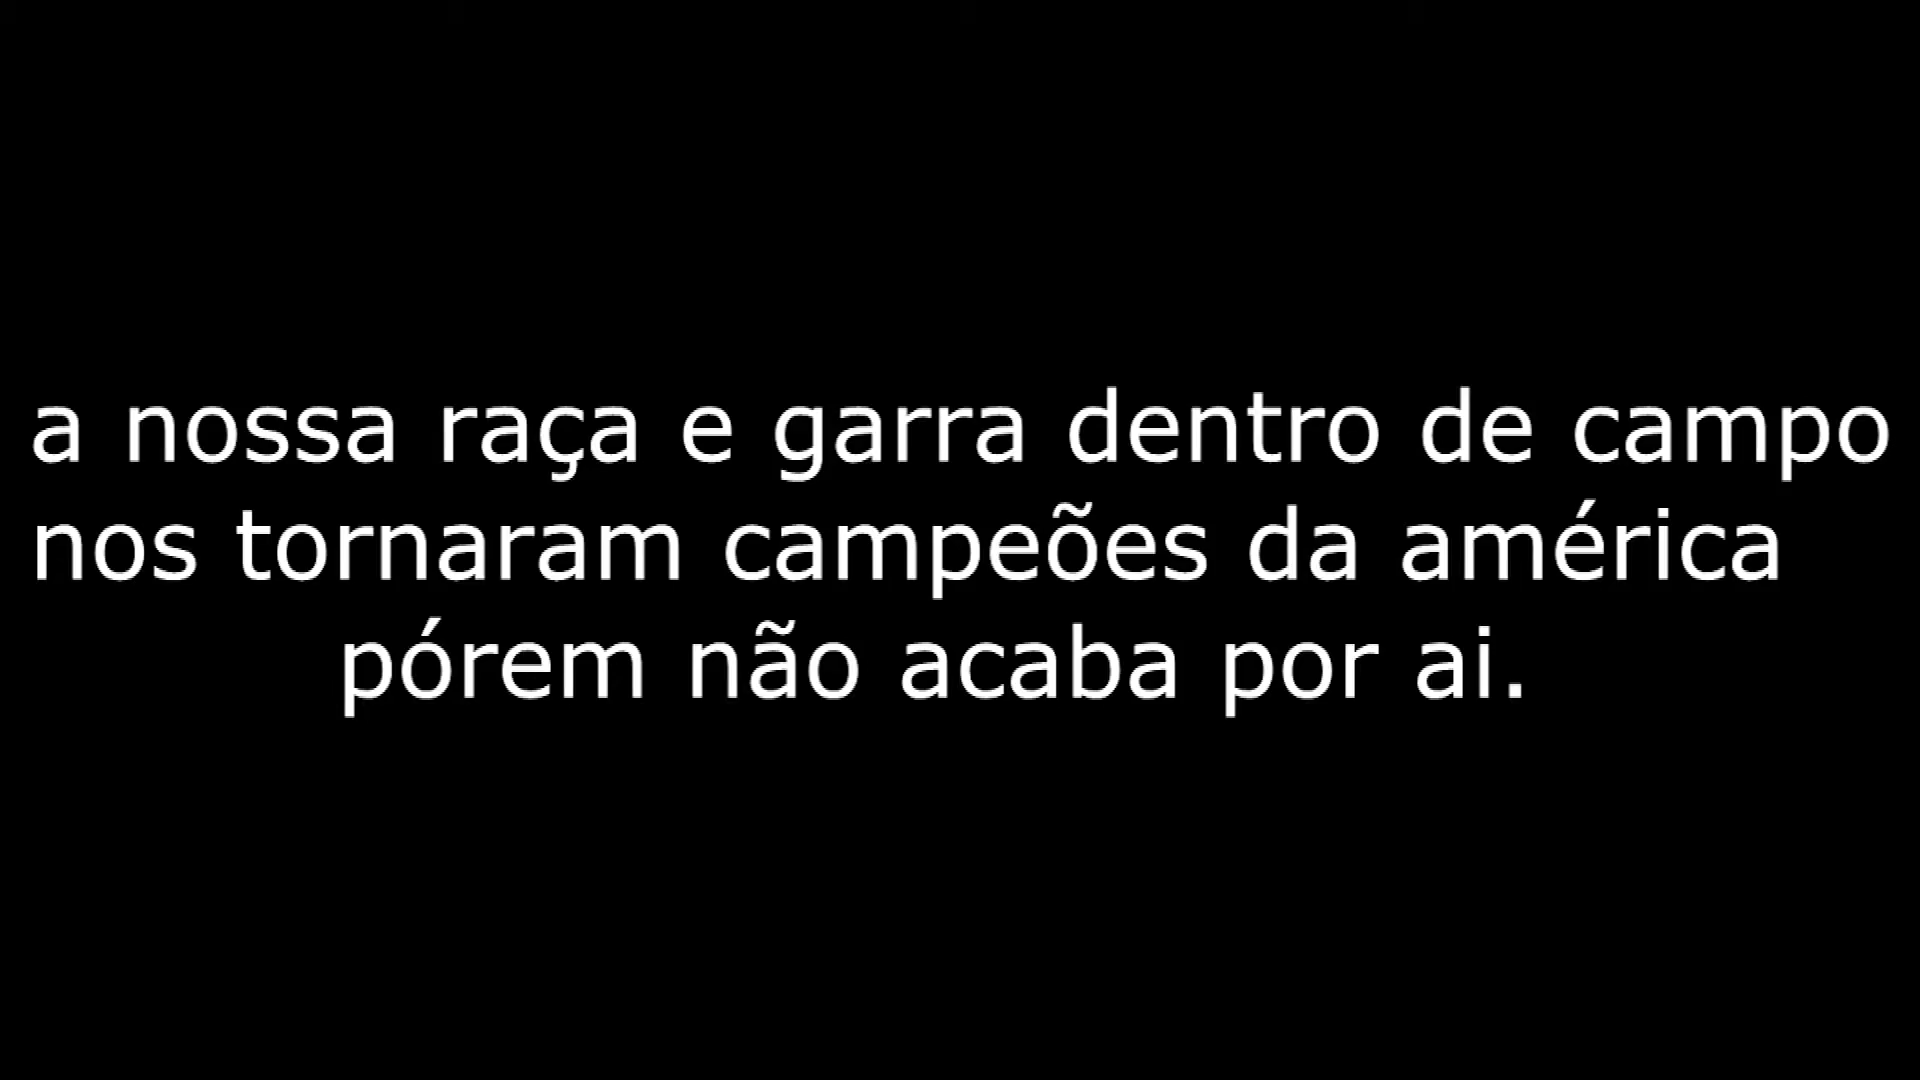 a nossa raça e garra dentro de campo
nos tornaram campeões da américa
pórem não acaba por ai.